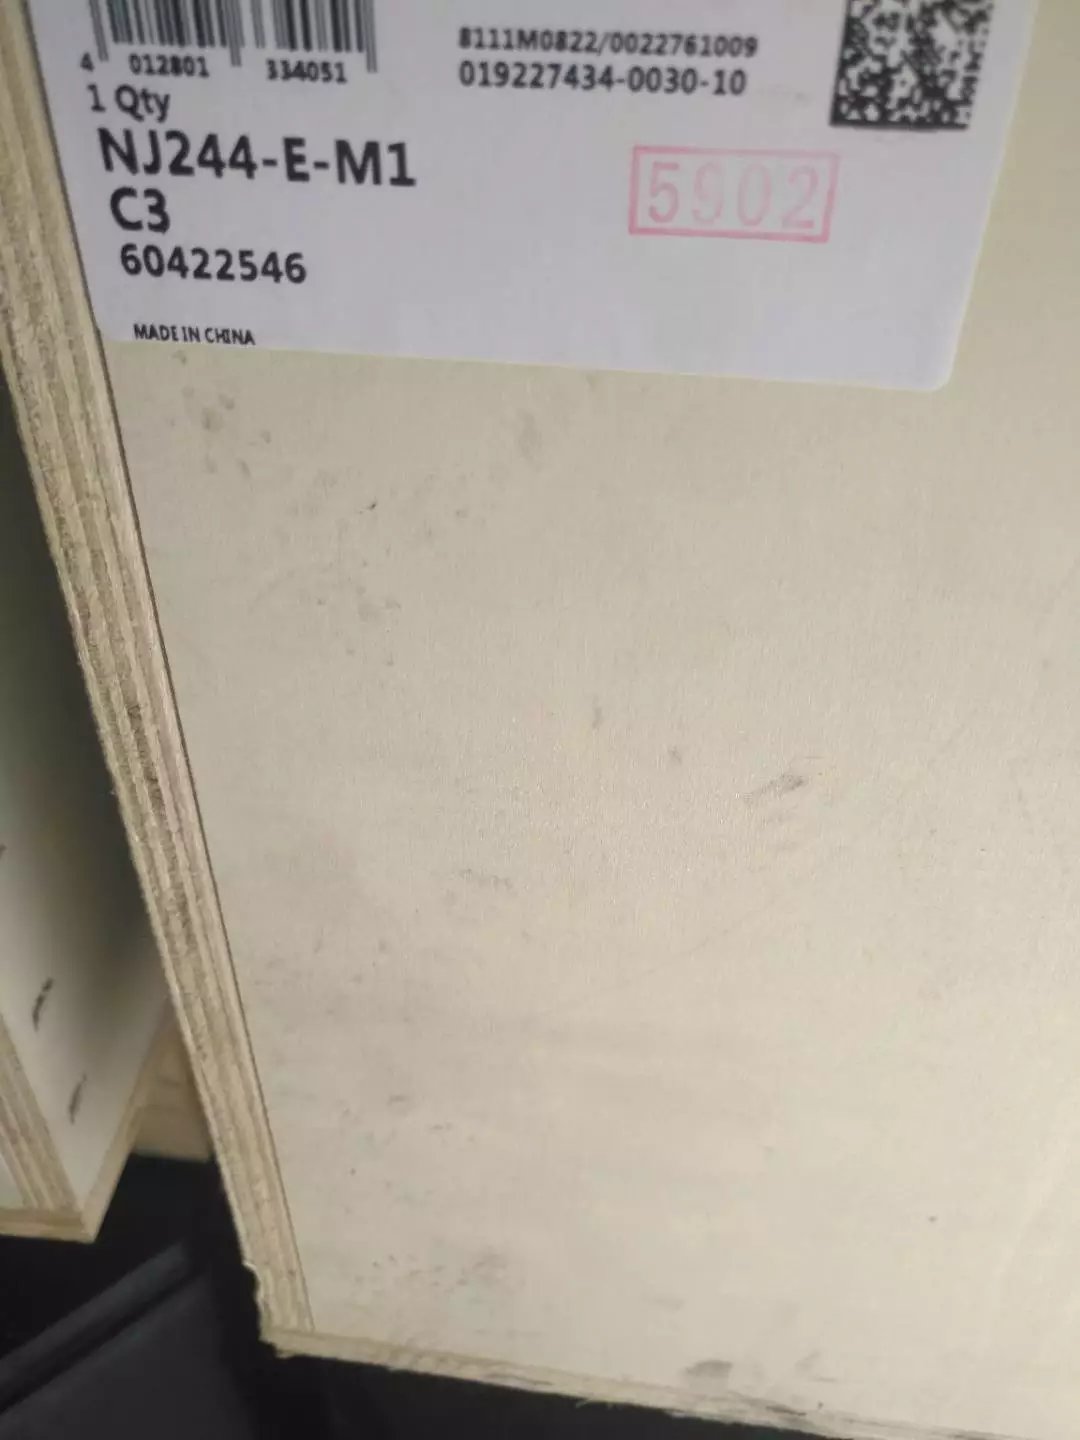 4 012801 334051
8111M0822/0022761009
019227434-0030-10
1 Qty
NJ244-E-M1
C3
5902
60422546
MADE IN CHINA